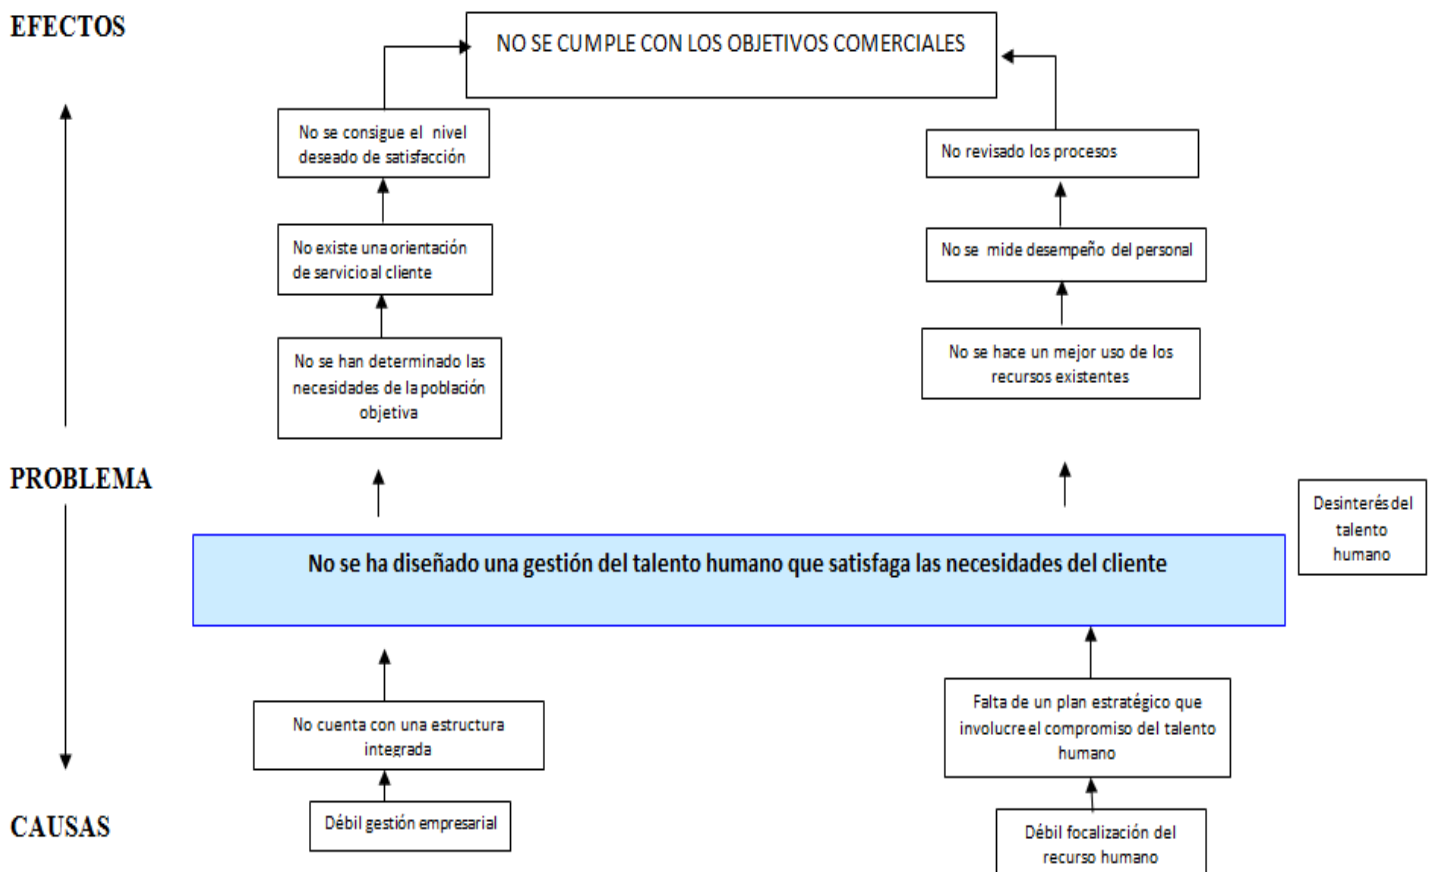 EFECTOS
NO SE CUMPLE CON LOS OBJETIVOS COMERCIALES
No se consigue el nivel
deseado de satisfacción
No revisado los procesos
No existe una orientación
de servicio al cliente
No se mide desempeño del personal
No se han determinado las
necesidades de la población
objetiva
No se hace un mejor uso de los
recursos existentes
PROBLEMA
Desinterés del
talento
humano
No se ha diseñado una gestión del talento humano que satisfaga las necesidades del cliente
No cuenta con una estructura
integrada
Falta de un plan estratégico que
involucre el compromiso del talento
humano
CAUSAS
Débil gestión empresarial
Débil focalización del
recurso humano